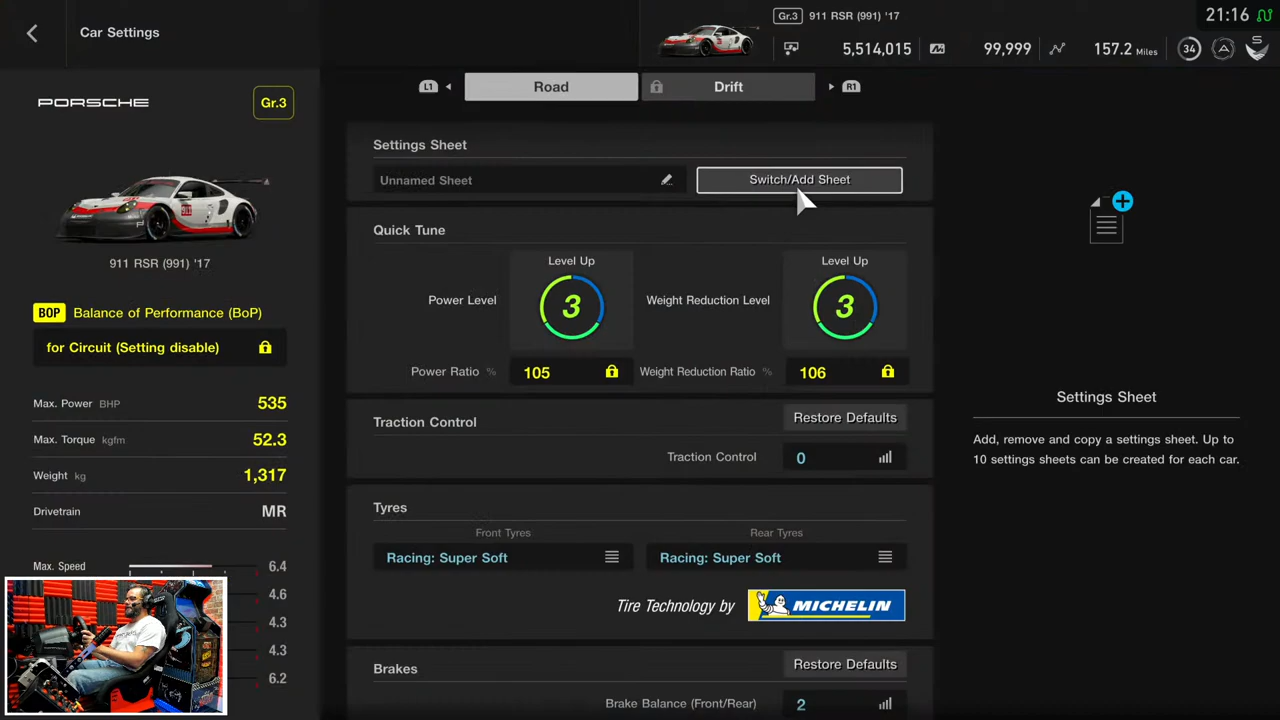 Car Settings
Gr.3 911 RSR (991) '17
5,514,015 99,999 157.2 Miles 34 A S
21:16
PORSCHE
Gr.3
911 RSR (991) '17
BOP Balance of Performance (BoP)
for Circuit (Setting disable)
Max. Power BHP 535
Max. Torque kgfm 52.3
Weight kg 1,317
Drivetrain MR
Max. Speed 6.4
4.6
4.3
4.3
6.2
L1 Road Drift R1
Settings Sheet
Unnamed Sheet Switch/Add Sheet
Quick Tune
Level Up Level Up
Power Level 3 Weight Reduction Level 3
Power Ratio % 105 Weight Reduction Ratio % 106
Traction Control Restore Defaults
Traction Control 0
Tyres
Front Tyres Rear Tyres
Racing: Super Soft Racing: Super Soft
Tire Technology by MICHELIN
Brakes Restore Defaults
Brake Balance (Front/Rear) 2
Settings Sheet
Add, remove and copy a settings sheet. Up to
10 settings sheets can be created for each car.